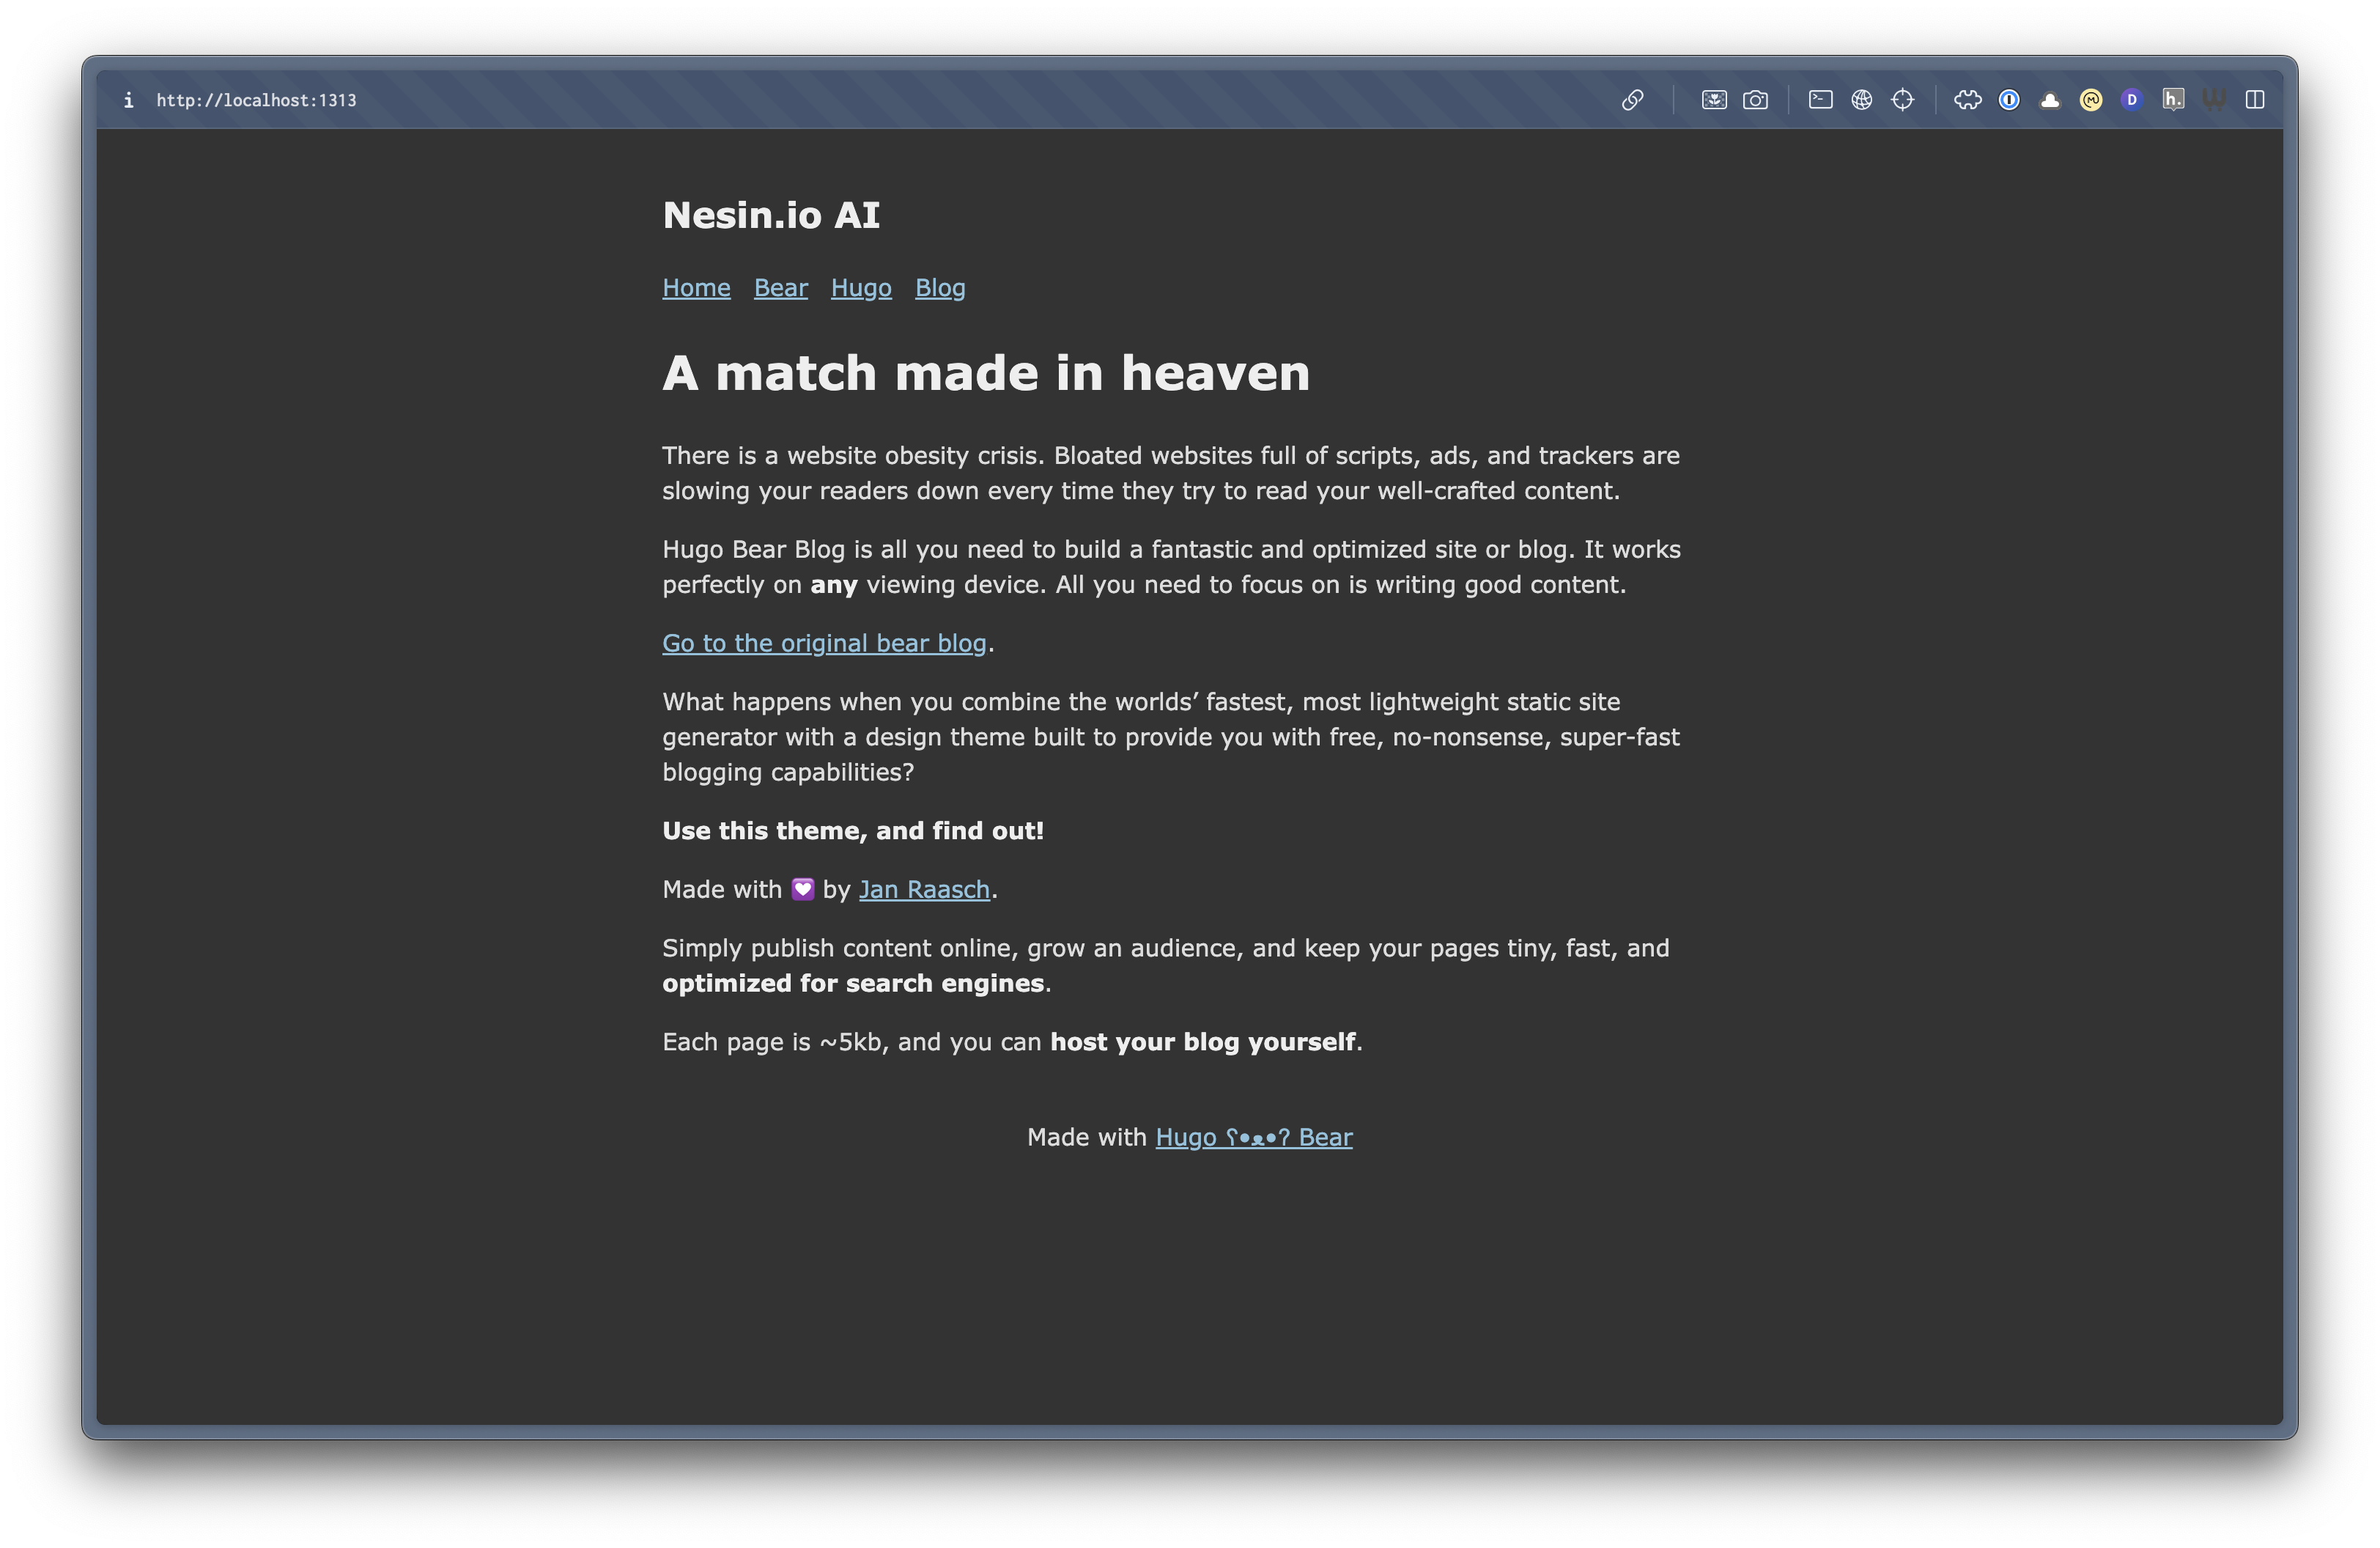 http://localhost:1313
D
h.
Nesin.io AI
Home Bear Hugo Blog
A match made in heaven
There is a website obesity crisis. Bloated websites full of scripts, ads, and trackers are
slowing your readers down every time they try to read your well-crafted content.
Hugo Bear Blog is all you need to build a fantastic and optimized site or blog. It works
perfectly on any viewing device. All you need to focus on is writing good content.
Go to the original bear blog.
What happens when you combine the worlds’ fastest, most lightweight static site
generator with a design theme built to provide you with free, no-nonsense, super-fast
blogging capabilities?
Use this theme, and find out!
Made with 💟 by Jan Raasch.
Simply publish content online, grow an audience, and keep your pages tiny, fast, and
optimized for search engines.
Each page is ~5kb, and you can host your blog yourself.
Made with Hugo ʕ•ᴥ•ʔ Bear